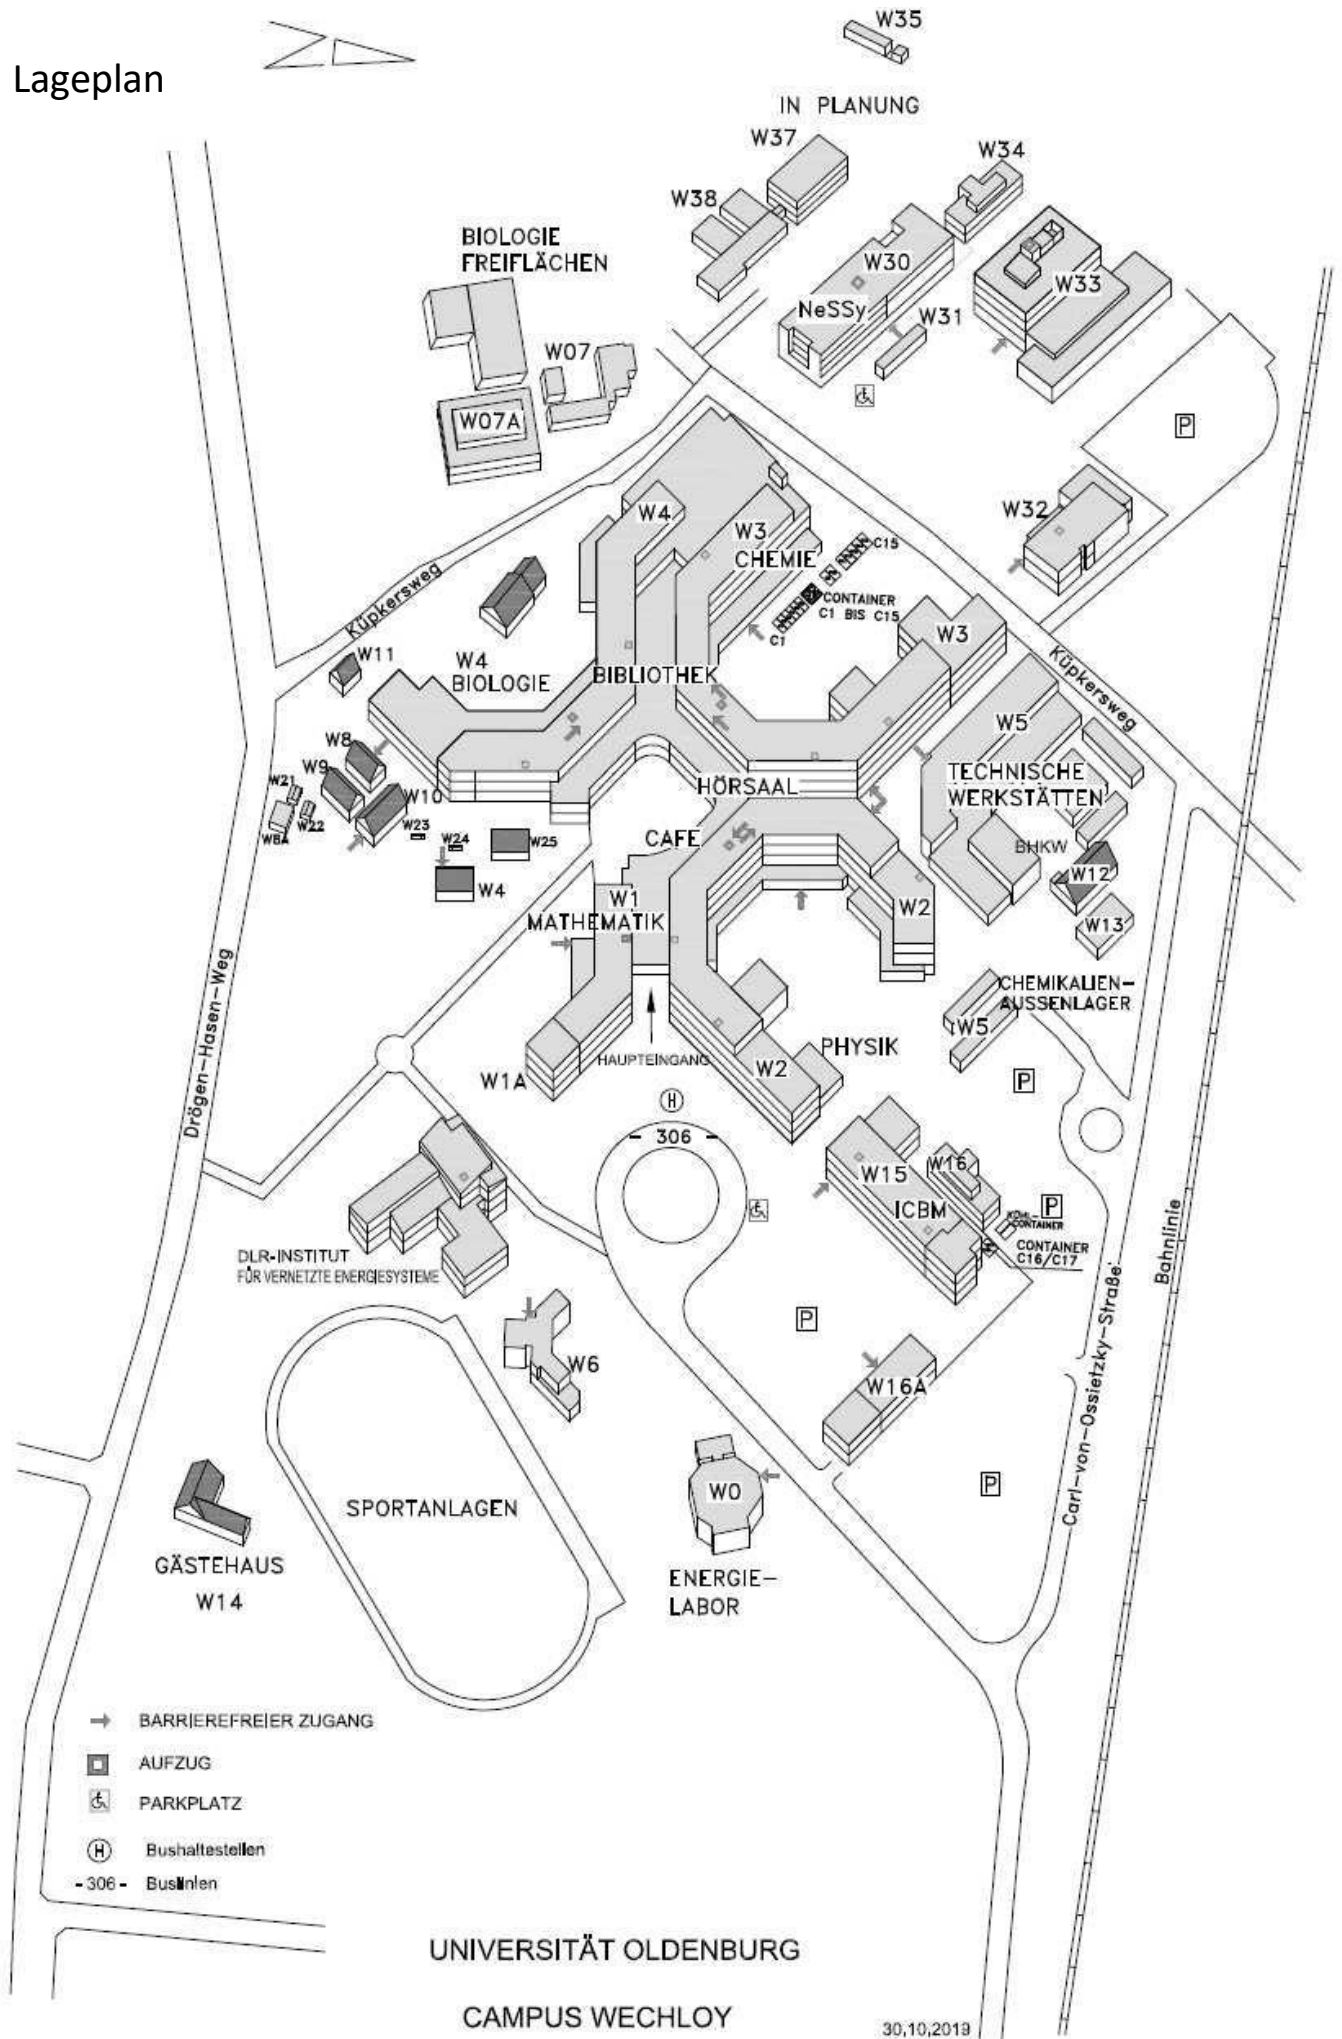 Lageplan
W35
IN PLANUNG
W37
W34
W38
BIOLOGIE
FREIFLÄCHEN
W30
W33
NeSSy
W31
W07
W07A
P
W4
W32
W3
CHEMIE
C15
CONTAINER
C1 BIS C15
C1
Küpkersweg
W3
W11
W4
BIOLOGIE
BIBLIOTHEK
Küpkersweg
W5
W8
W9
W21
W10
W22
W8A
W23
W24
W25
HÖRSAAL
TECHNISCHE
WERKSTÄTTEN
CAFE
BHKW
W12
W4
W1
MATHEMATIK
W2
W13
Drögen-Hasen-Weg
CHEMIKALIEN-
AUSSENLAGER
W5
HAUPTEINGANG
PHYSIK
W1A
W2
P
H
- 306 -
W15
W16
ICBM
P
KÜHL-
CONTAINER
CONTAINER
C16/C17
DLR-INSTITUT
FÜR VERNETZTE ENERGIESYSTEME
Bahnlinie
Carl-von-Ossietzky-Straße
P
W6
W16A
W0
P
SPORTANLAGEN
GÄSTEHAUS
W14
ENERGIE-
LABOR
BARRIEREFREIER ZUGANG
AUFZUG
PARKPLATZ
H Bushaltestellen
- 306 - Buslinien
UNIVERSITÄT OLDENBURG
CAMPUS WECHLOY
30,10,2019